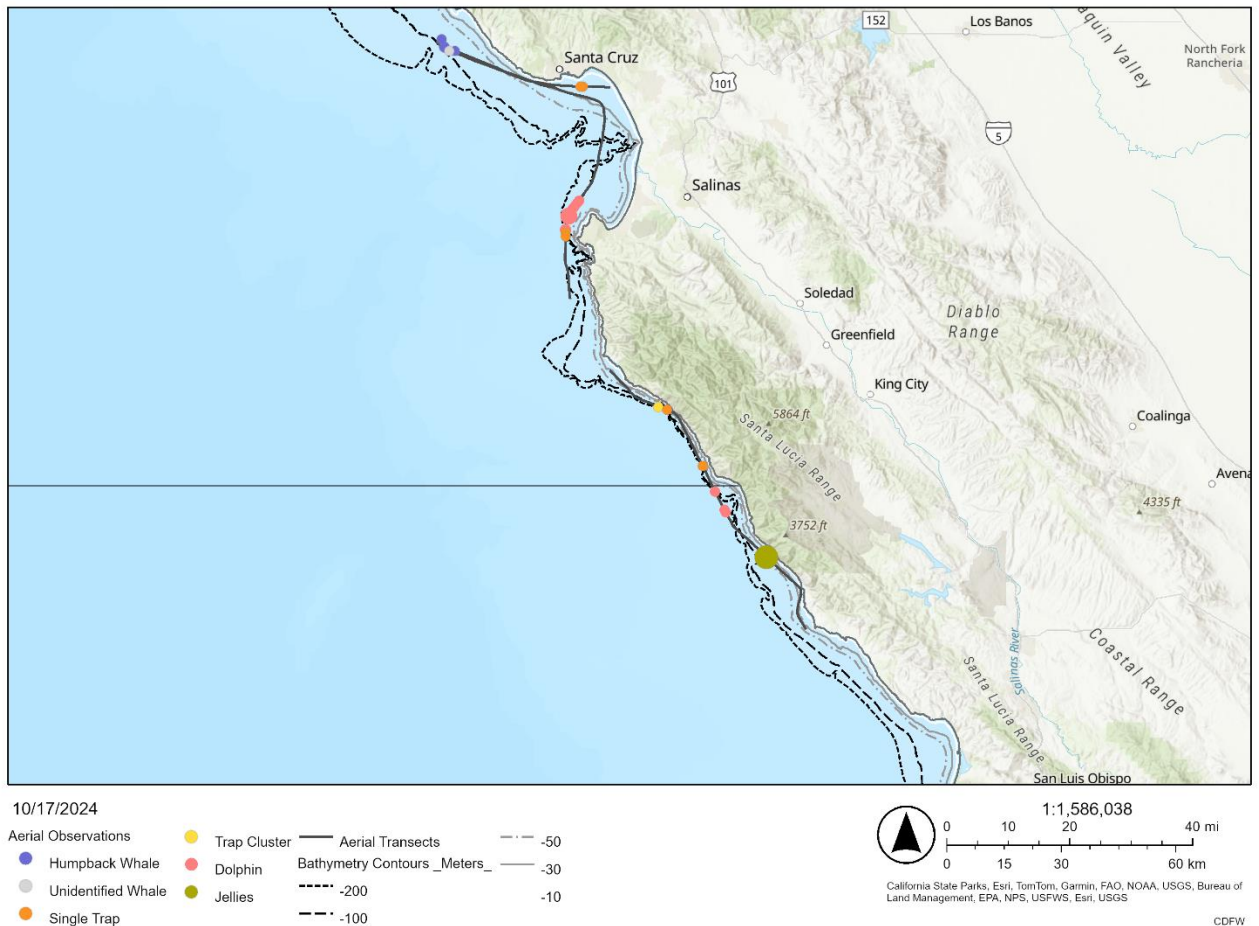 152
Los Banos
aquin Valley
North Fork
Rancheria
Santa Cruz
101
5
Salinas
Soledad
Diablo
Range
Greenfield
King City
5864 ft
Coalinga
Santa Lucia Range
Avena
4335 ft
3752 ft
Coastal Range
Salinas River
Santa Lucia Range
San Luis Obispo
10/17/2024
Aerial Observations
Humpback Whale
Unidentified Whale
Single Trap
Trap Cluster
Dolphin
Jellies
Aerial Transects
Bathymetry Contours _Meters_
-200
-100
-50
-30
-10
1:1,586,038
0 10 20 40 mi
0 15 30 60 km
California State Parks, Esri, TomTom, Garmin, FAO, NOAA, USGS, Bureau of
Land Management, EPA, NPS, USFWS, Esri, USGS
CDFW